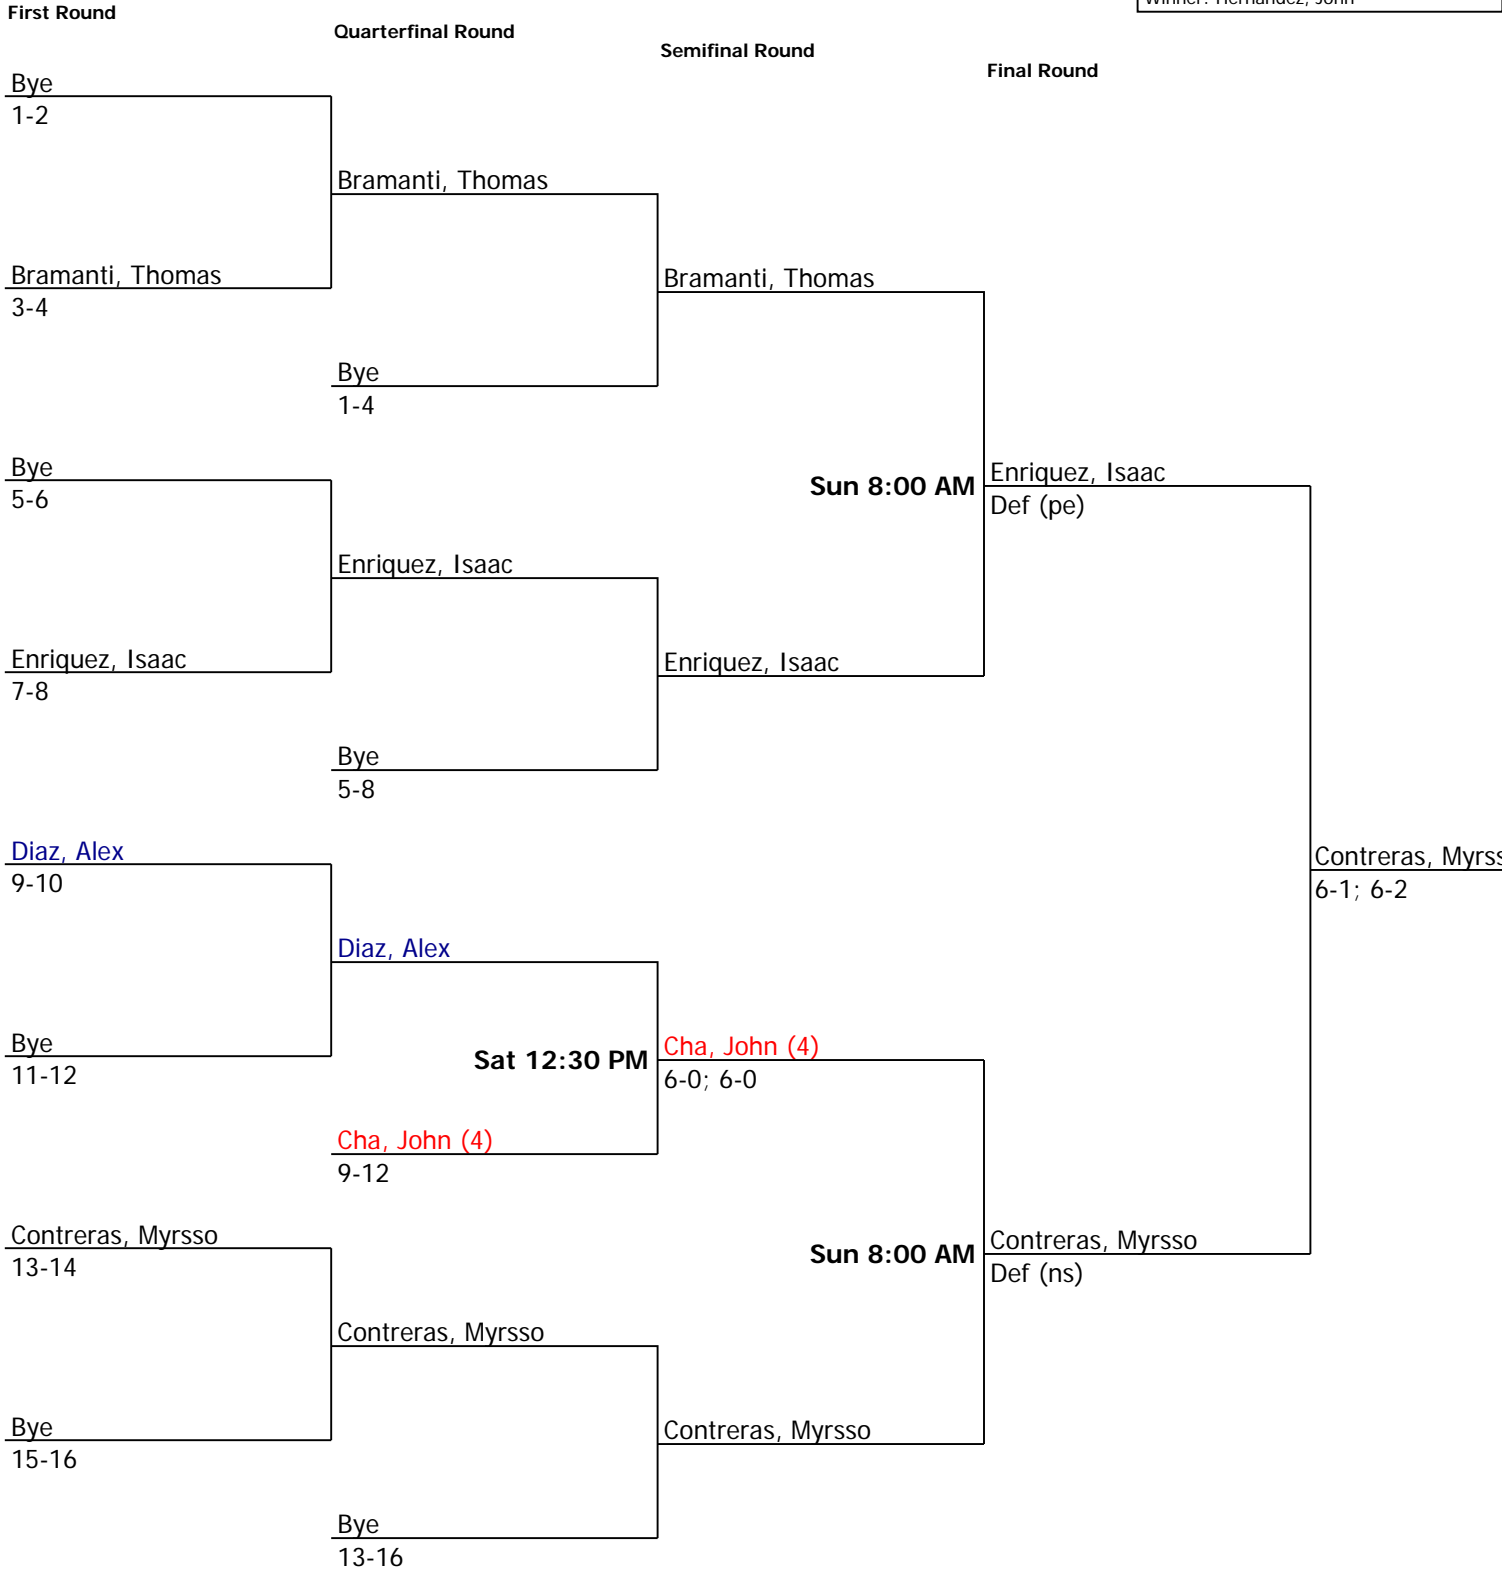 Winner: Hernandez, John
First Round
Quarterfinal Round
Semifinal Round
Final Round
Bye
1-2
Bramanti, Thomas
Bramanti, Thomas
3-4
Bramanti, Thomas
Bye
1-4
Bye
5-6
Sun 8:00 AM
Enriquez, Isaac
Def (pe)
Enriquez, Isaac
Enriquez, Isaac
7-8
Enriquez, Isaac
Bye
5-8
Diaz, Alex
9-10
Contreras, Myrss
6-1; 6-2
Diaz, Alex
Bye
11-12
Sat 12:30 PM
Cha, John (4)
6-0; 6-0
Cha, John (4)
9-12
Contreras, Myrsso
13-14
Sun 8:00 AM
Contreras, Myrsso
Def (ns)
Contreras, Myrsso
Bye
15-16
Contreras, Myrsso
Bye
13-16